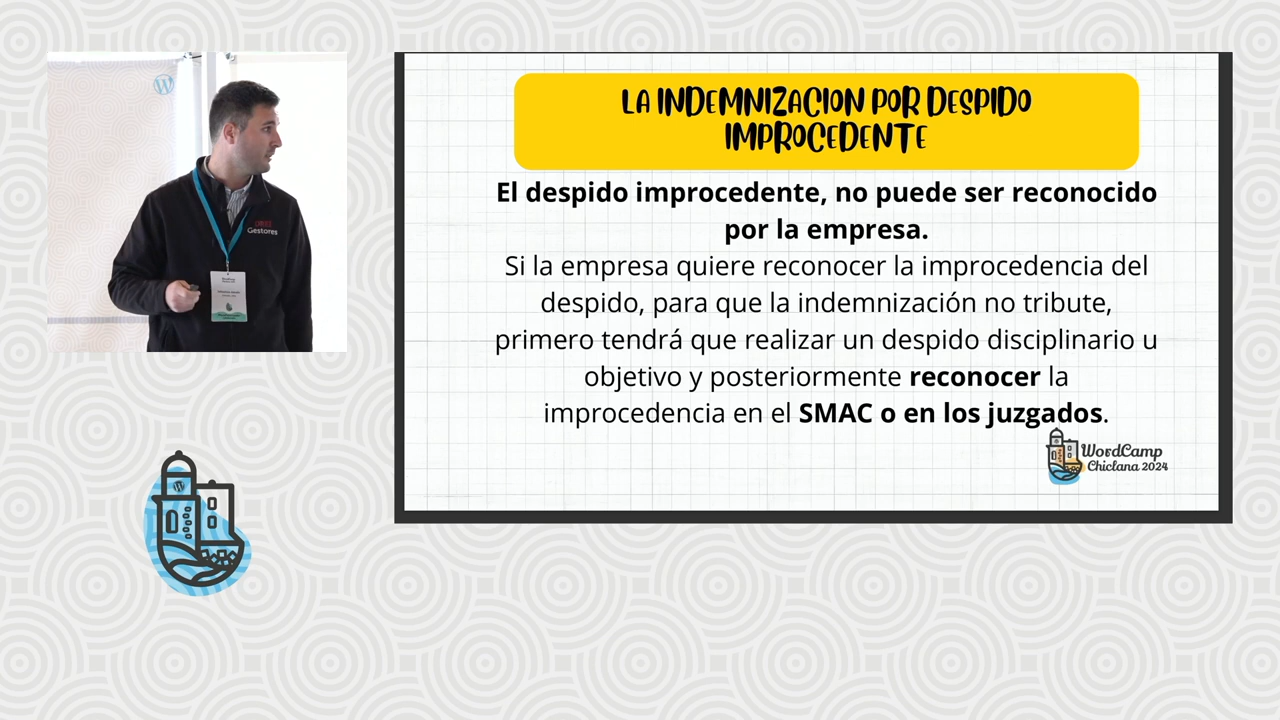 LA INDEMNIZACION POR DESPIDO
IMPROCEDENTE
El despido improcedente, no puede ser reconocido
por la empresa.
Si la empresa quiere reconocer la improcedencia del
despido, para que la indemnización no tribute,
primero tendrá que realizar un despido disciplinario u
objetivo y posteriormente reconocer la
improcedencia en el SMAC o en los juzgados.
WordCamp
Chiclana 2024
Gestores